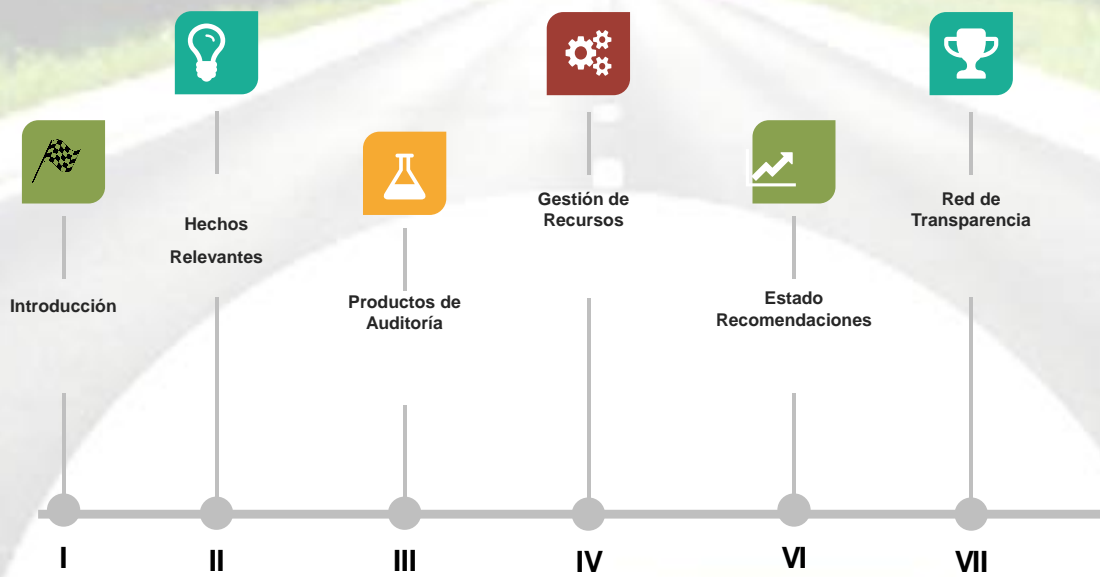 Introducción
Hechos
Relevantes
Productos de
Auditoría
Gestión de
Recursos
Estado
Recomendaciones
Red de
Transparencia
I
II
III
IV
VI
VII